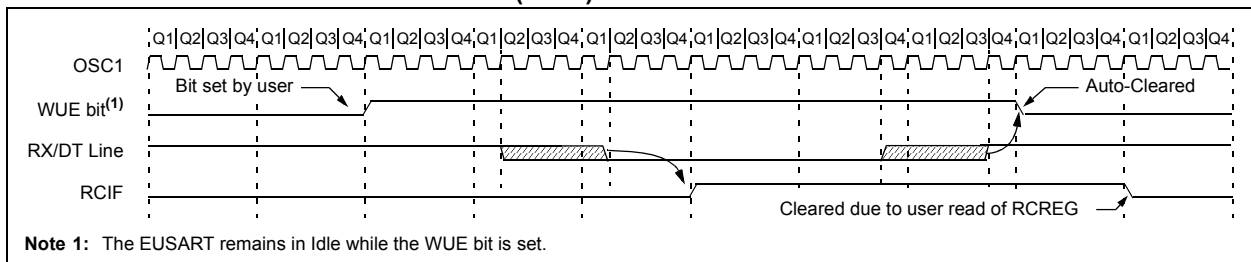 Q1 Q2 Q3 Q4 Q1 Q2 Q3 Q4 Q1 Q2 Q3 Q4 Q1 Q2 Q3 Q4 Q1 Q2 Q3 Q4 Q1 Q2 Q3 Q4 Q1 Q2 Q3 Q4 Q1 Q2 Q3 Q4 Q1 Q2 Q3 Q4 Q1 Q2 Q3 Q4
OSC1
Bit set by user
Auto-Cleared
WUE bit(1)
RX/DT Line
RCIF
Cleared due to user read of RCREG
Note 1: The EUSART remains in Idle while the WUE bit is set.